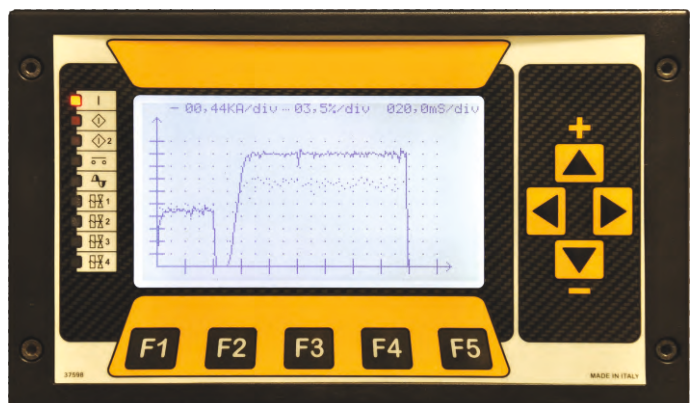 – 00,44KA/div ┄ 03,5%/div 020,0mS/div
I
2
1
2
3
4
+
–
F1 F2 F3 F4 F5
37598
MADE IN ITALY